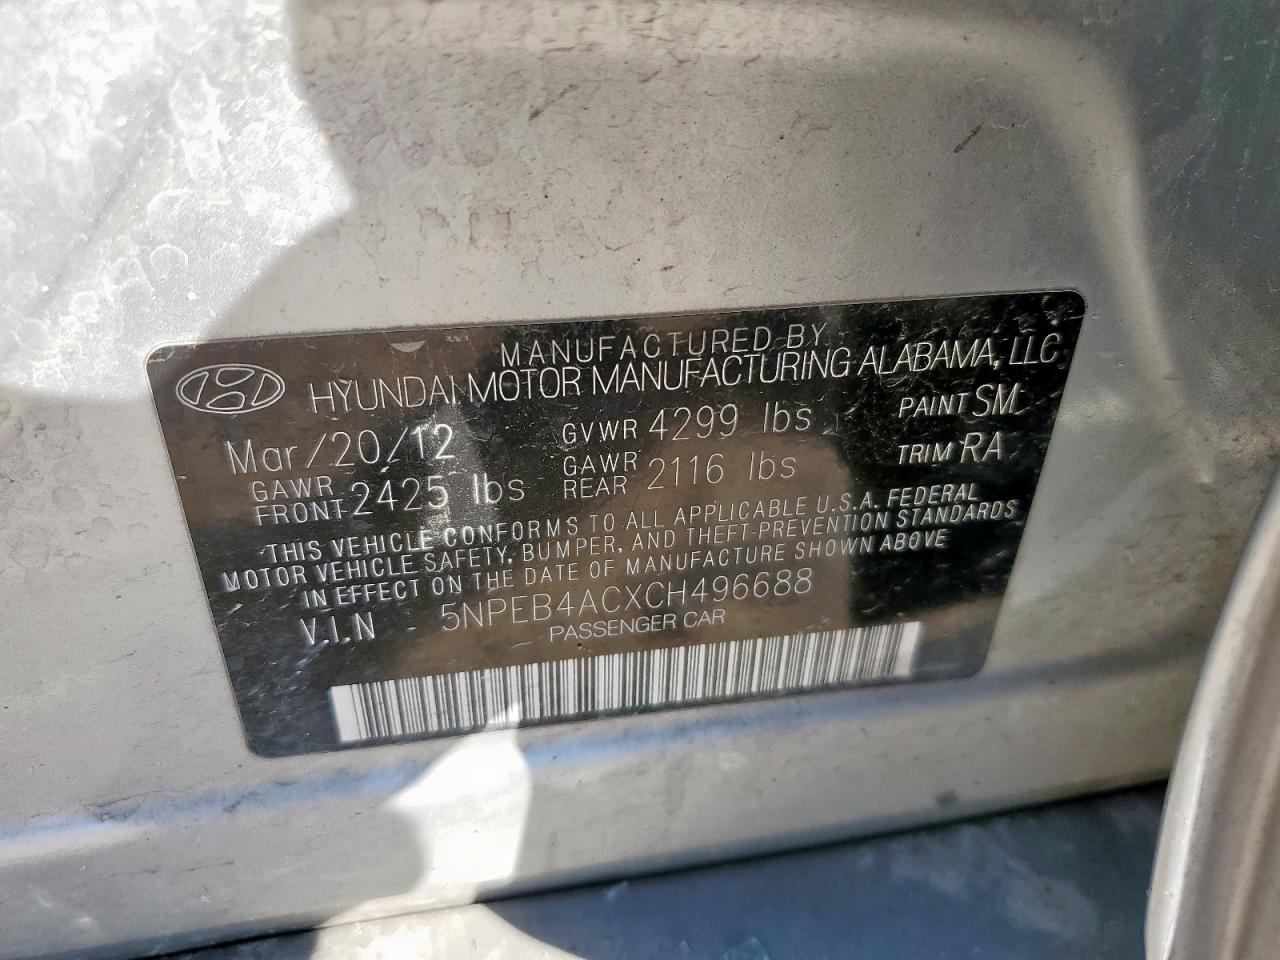 MANUFACTURED BY
HYUNDAI MOTOR MANUFACTURING ALABAMA, LLC
Mar/20/12 GVWR 4299 lbs PAINT SM
GAWR FRONT 2425 lbs GAWR REAR 2116 lbs TRIM RA
THIS VEHICLE CONFORMS TO ALL APPLICABLE U.S.A. FEDERAL
MOTOR VEHICLE SAFETY, BUMPER, AND THEFT-PREVENTION STANDARDS
IN EFFECT ON THE DATE OF MANUFACTURE SHOWN ABOVE
V.I.N 5NPEB4ACXCH496688
PASSENGER CAR